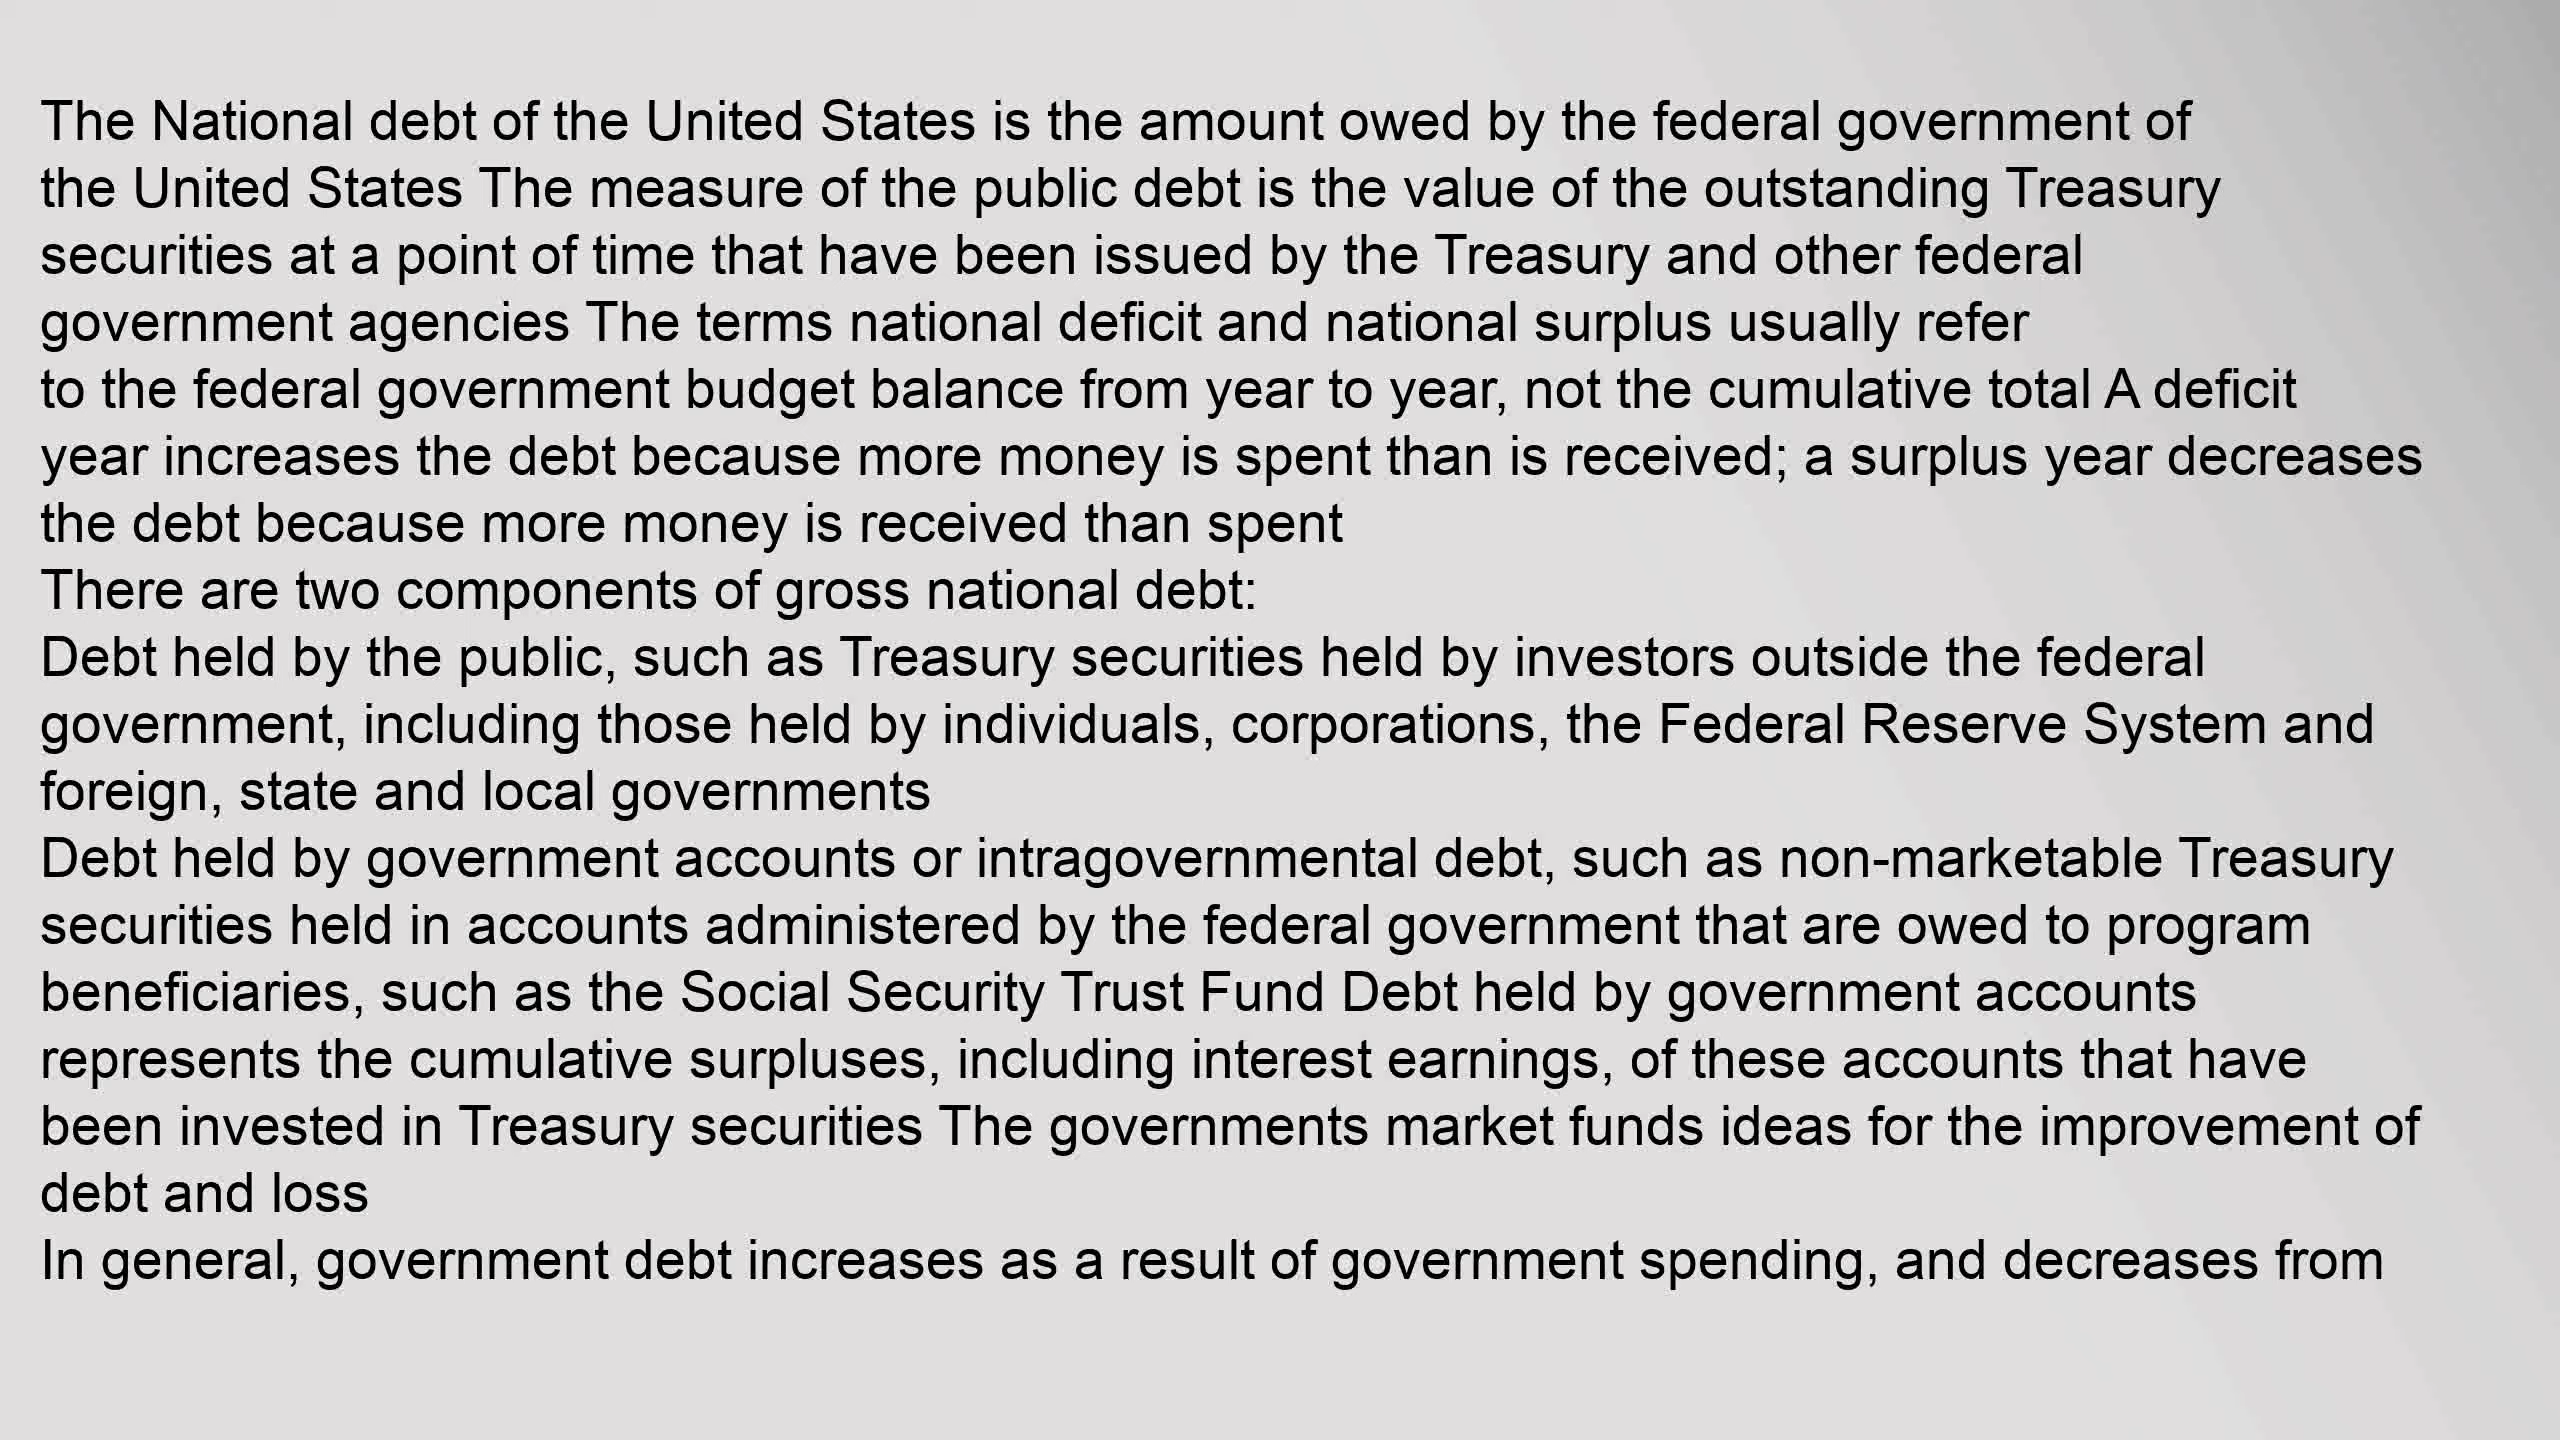 The National debt of the United States is the amount owed by the federal government of
the United States The measure of the public debt is the value of the outstanding Treasury
securities at a point of time that have been issued by the Treasury and other federal
government agencies The terms national deficit and national surplus usually refer
to the federal government budget balance from year to year, not the cumulative total A deficit
year increases the debt because more money is spent than is received; a surplus year decreases
the debt because more money is received than spent
There are two components of gross national debt:
Debt held by the public, such as Treasury securities held by investors outside the federal
government, including those held by individuals, corporations, the Federal Reserve System and
foreign, state and local governments
Debt held by government accounts or intragovernmental debt, such as non-marketable Treasury
securities held in accounts administered by the federal government that are owed to program
beneficiaries, such as the Social Security Trust Fund Debt held by government accounts
represents the cumulative surpluses, including interest earnings, of these accounts that have
been invested in Treasury securities The governments market funds ideas for the improvement of
debt and loss
In general, government debt increases as a result of government spending, and decreases from